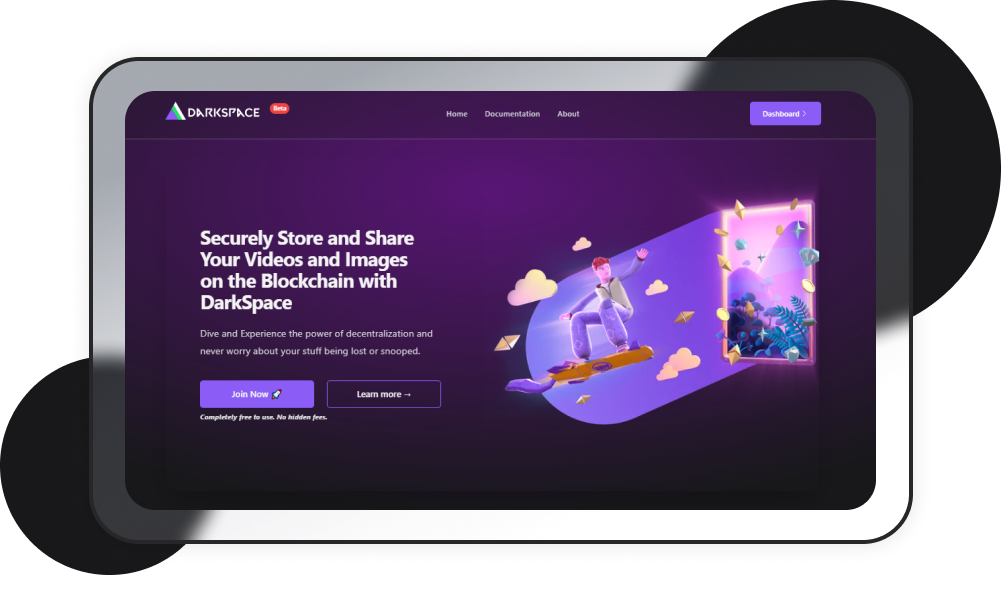 DARKSPACE
Beta
Home
Documentation
About
Dashboard >
Securely Store and Share
Your Videos and Images
on the Blockchain with
DarkSpace
Dive and Experience the power of decentralization and
never worry about your stuff being lost or snooped.
Join Now 🚀
Learn more →
Completely free to use. No hidden fees.